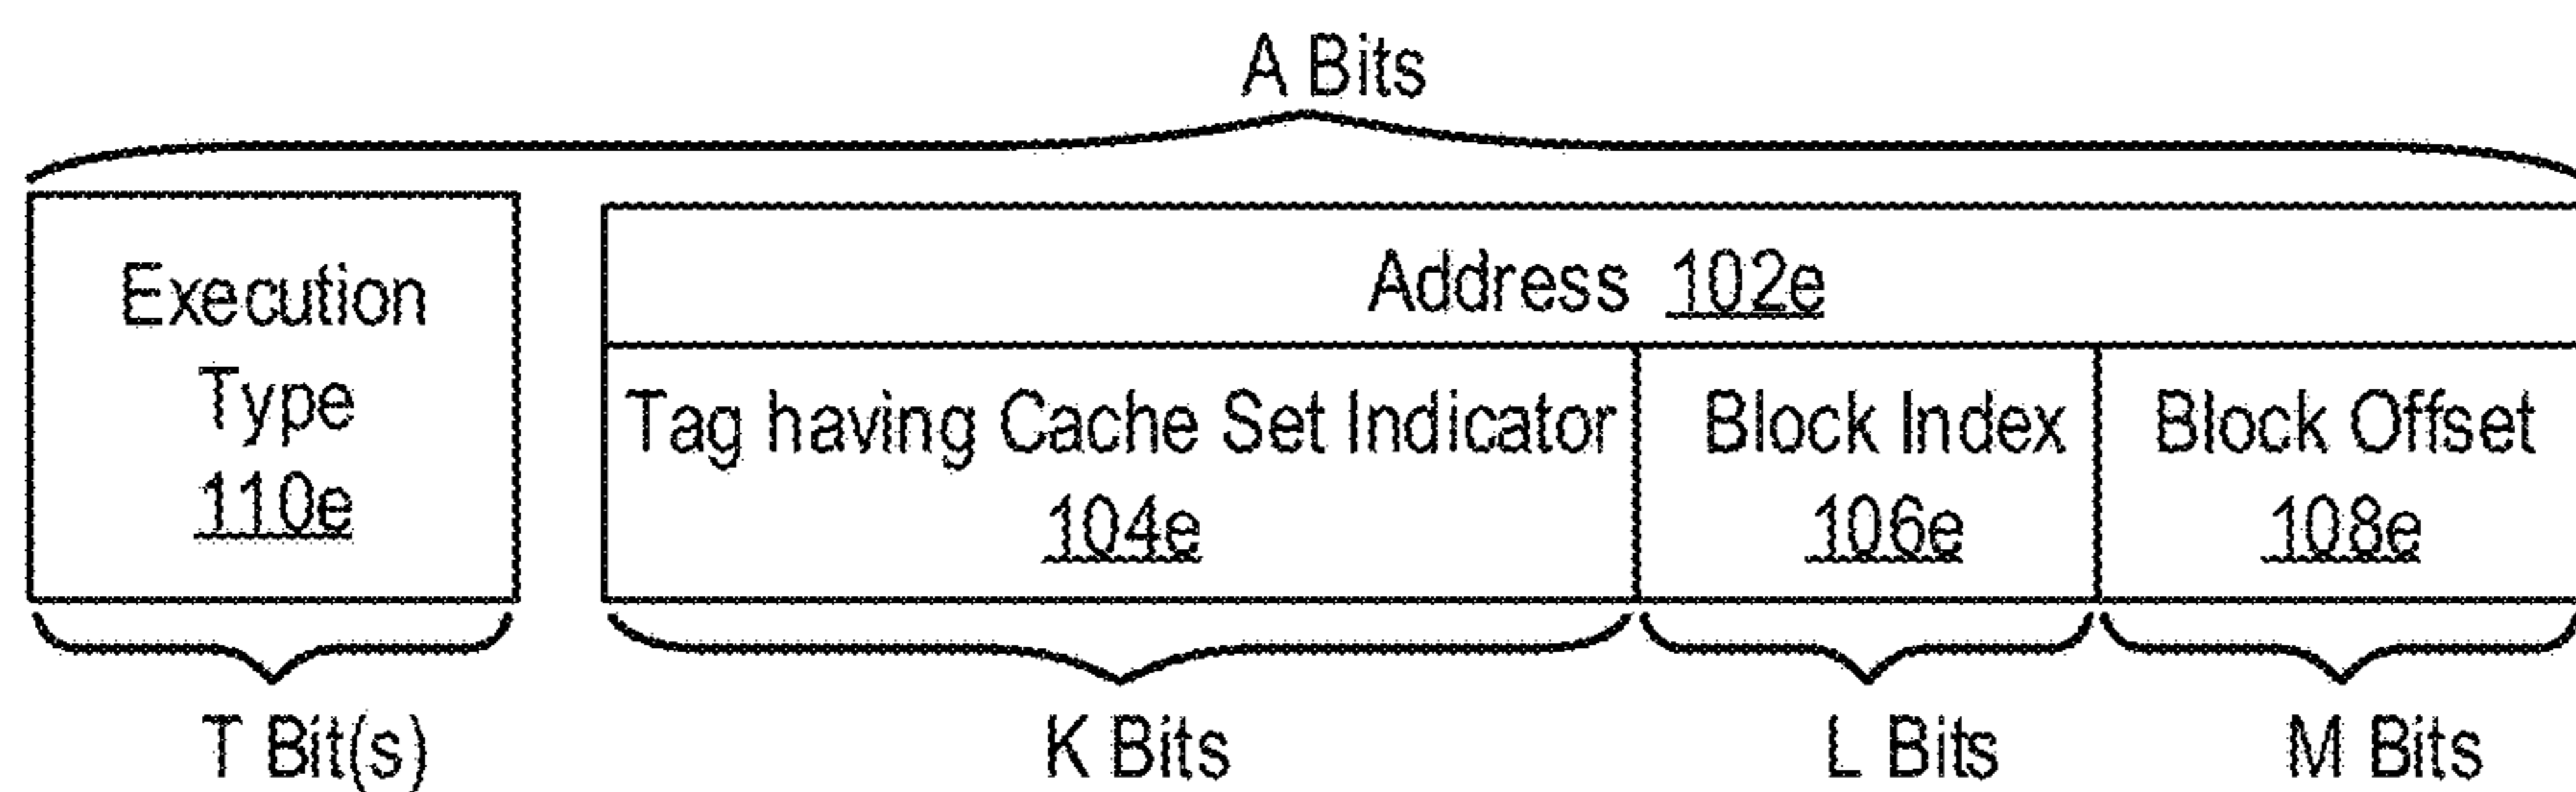 A Bits
Execution
Type
110e
Address 102e
Tag having Cache Set Indicator
104e
Block Index
106e
Block Offset
108e
T Bit(s)
K Bits
L Bits
M Bits